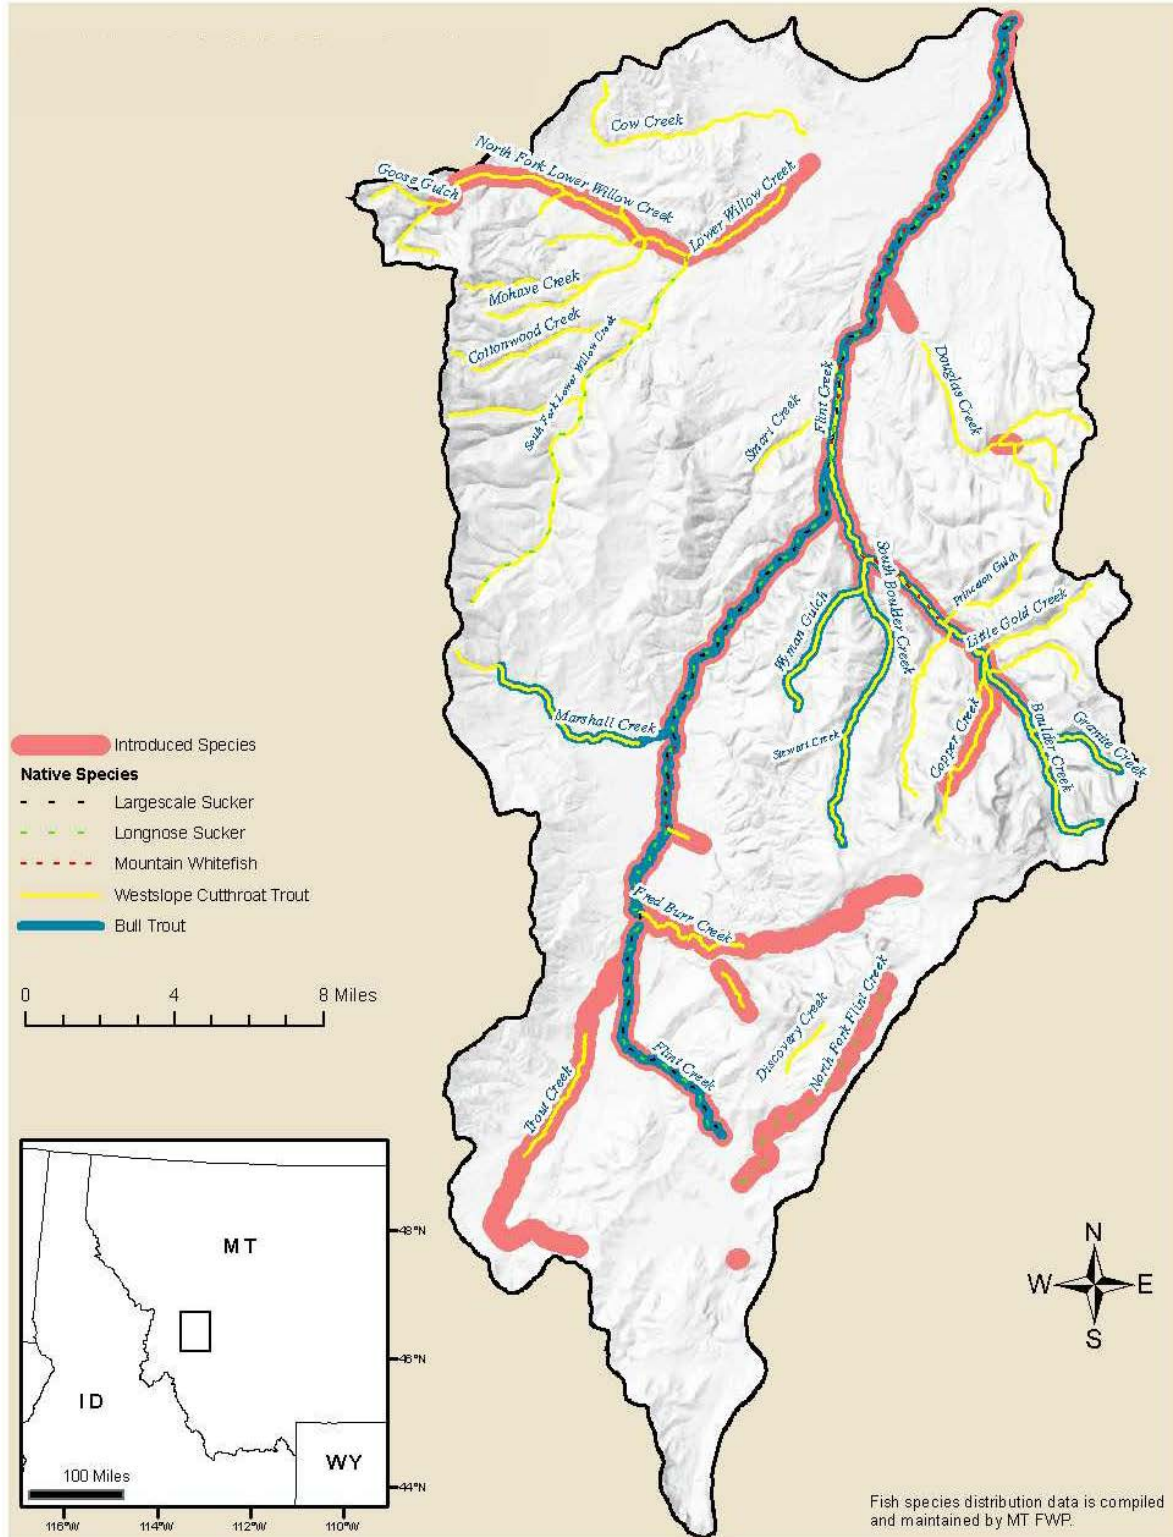 Cow Creek
North Fork Lower Willow Creek
Goose Gulch
Lower Willow Creek
Mohave Creek
Cottonwood Creek
South Fork Lower Willow Creek
Flint Creek
Douglas Creek
Smart Creek
South Boulder Creek
Princeton Gulch
Little Gold Creek
Wyman Gulch
Marshall Creek
Stewart Creek
Copper Creek
Boulder Creek
Granite Creek
Fred Burr Creek
Discovery Creek
North Fork Flint Creek
Flint Creek
Trout Creek
Introduced Species
Native Species
Largescale Sucker
Longnose Sucker
Mountain Whitefish
Westslope Cutthroat Trout
Bull Trout
0 4 8 Miles
MT
ID
WY
100 Miles
48°N
46°N
44°N
116°W 114°W 112°W 110°W
N
W E
S
Fish species distribution data is compiled
and maintained by MT FWP.